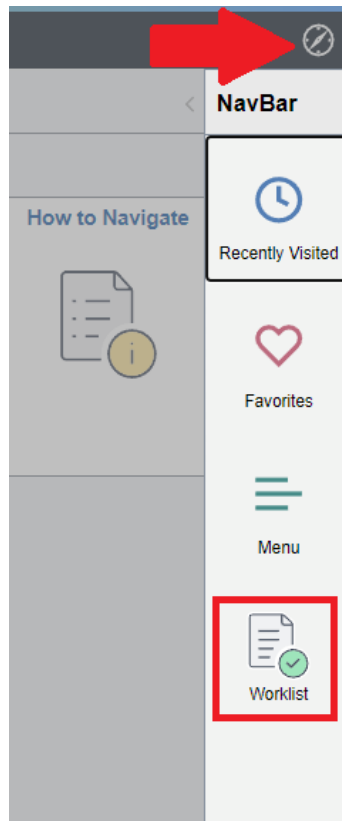 NavBar
How to Navigate
Recently Visited
Favorites
Menu
Worklist